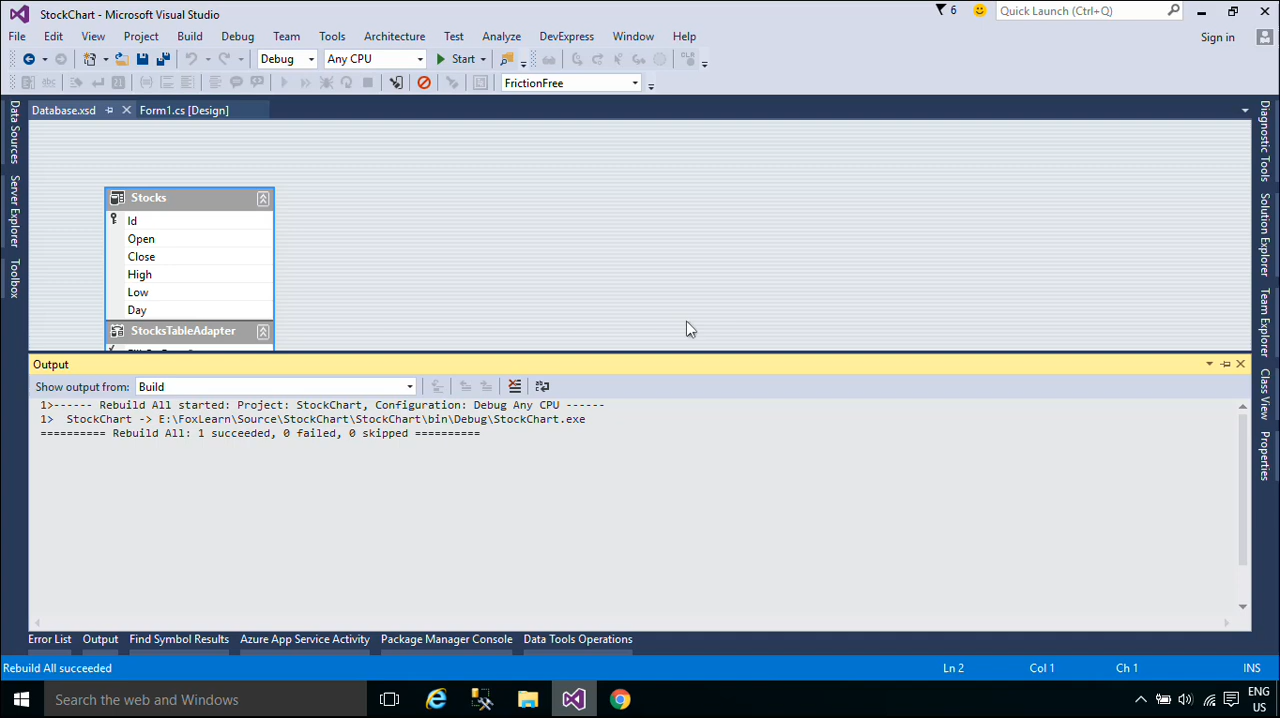 StockChart - Microsoft Visual Studio
6
Quick Launch (Ctrl+Q)
File Edit View Project Build Debug Team Tools Architecture Test Analyze DevExpress Window Help
Sign in
Debug Any CPU Start
FrictionFree
Database.xsd Form1.cs [Design]
Data Sources
Server Explorer
Toolbox
Stocks
Id
Open
Close
High
Low
Day
StocksTableAdapter
Diagnostic Tools
Solution Explorer
Team Explorer
Class View
Properties
Output
Show output from: Build
1>------ Rebuild All started: Project: StockChart, Configuration: Debug Any CPU ------
1>  StockChart -> E:\FoxLearn\Source\StockChart\StockChart\bin\Debug\StockChart.exe
========== Rebuild All: 1 succeeded, 0 failed, 0 skipped ==========
Error List Output Find Symbol Results Azure App Service Activity Package Manager Console Data Tools Operations
Rebuild All succeeded Ln 2 Col 1 Ch 1 INS
Search the web and Windows
ENG
US